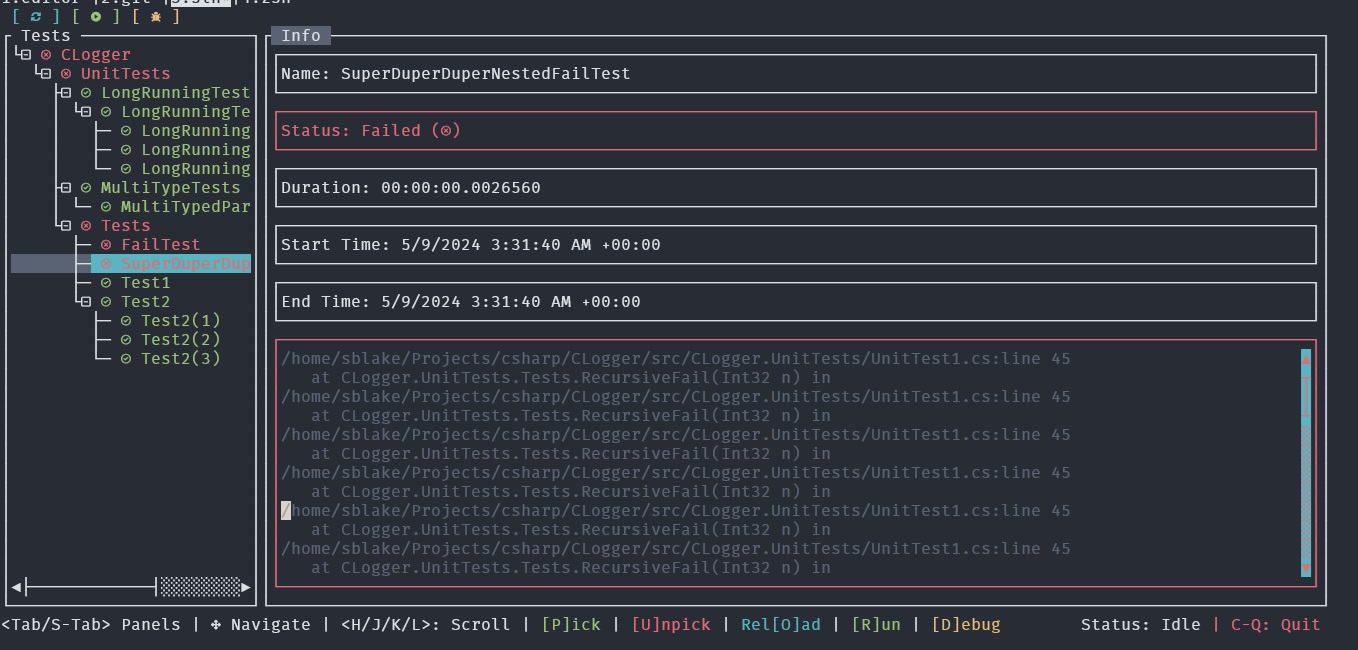 [ ] [ ] [ ]
Tests
CLogger
UnitTests
LongRunningTest
LongRunningTe
LongRunning
LongRunning
LongRunning
MultiTypeTests
MultiTypedPar
Tests
FailTest
SuperDuperDup
Test1
Test2
Test2(1)
Test2(2)
Test2(3)
Info
Name: SuperDuperDuperNestedFailTest
Status: Failed (⊗)
Duration: 00:00:00.0026560
Start Time: 5/9/2024 3:31:40 AM +00:00
End Time: 5/9/2024 3:31:40 AM +00:00
/home/sblake/Projects/csharp/CLogger/src/CLogger.UnitTests/UnitTest1.cs:line 45
at CLogger.UnitTests.Tests.RecursiveFail(Int32 n) in
/home/sblake/Projects/csharp/CLogger/src/CLogger.UnitTests/UnitTest1.cs:line 45
at CLogger.UnitTests.Tests.RecursiveFail(Int32 n) in
/home/sblake/Projects/csharp/CLogger/src/CLogger.UnitTests/UnitTest1.cs:line 45
at CLogger.UnitTests.Tests.RecursiveFail(Int32 n) in
/home/sblake/Projects/csharp/CLogger/src/CLogger.UnitTests/UnitTest1.cs:line 45
at CLogger.UnitTests.Tests.RecursiveFail(Int32 n) in
/home/sblake/Projects/csharp/CLogger/src/CLogger.UnitTests/UnitTest1.cs:line 45
at CLogger.UnitTests.Tests.RecursiveFail(Int32 n) in
/home/sblake/Projects/csharp/CLogger/src/CLogger.UnitTests/UnitTest1.cs:line 45
at CLogger.UnitTests.Tests.RecursiveFail(Int32 n) in
<Tab/S-Tab> Panels | ✥ Navigate | <H/J/K/L>: Scroll | [P]ick | [U]npick | Rel[O]ad | [R]un | [D]ebug Status: Idle | C-Q: Quit